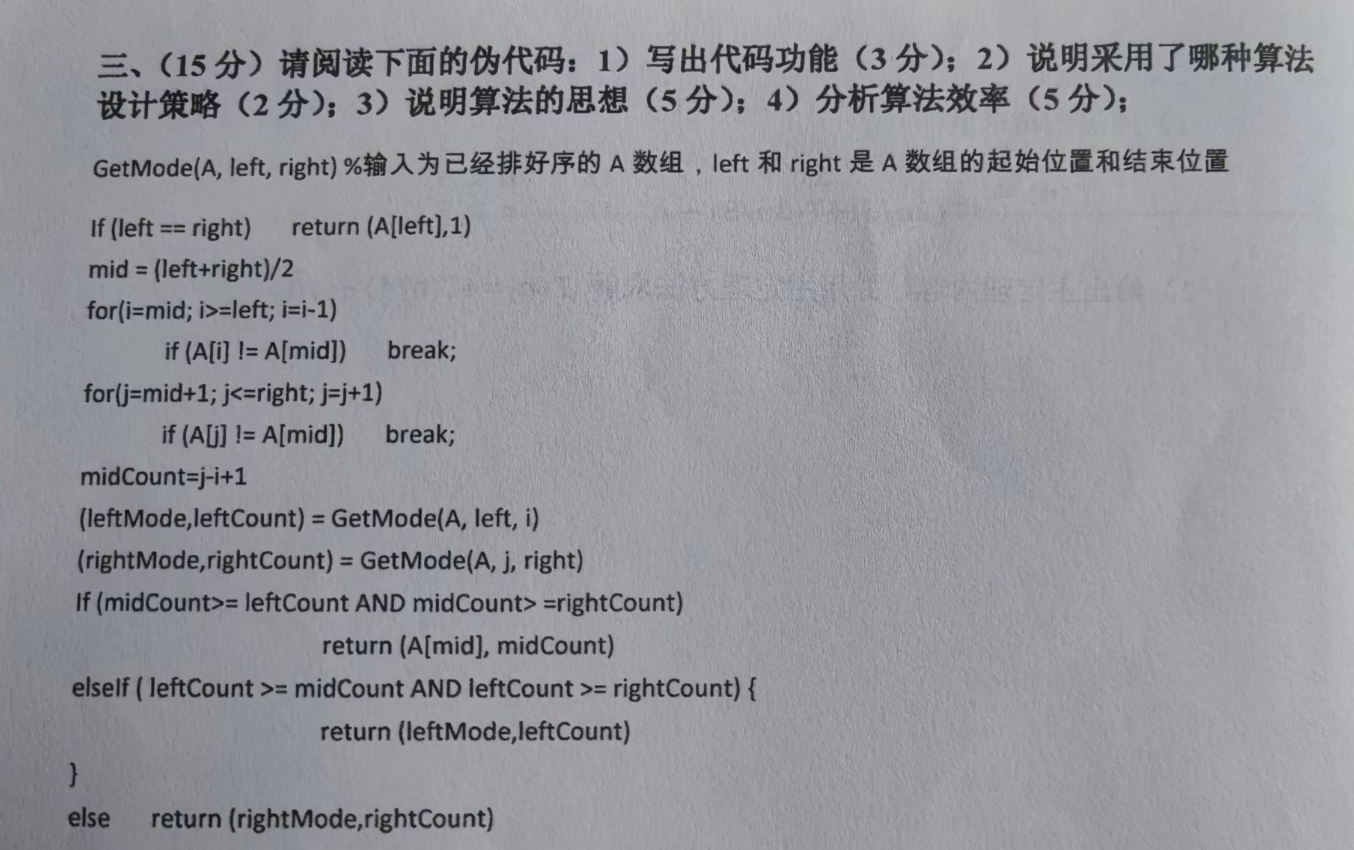 三、（15 分）请阅读下面的伪代码：1）写出代码功能（3 分）；2）说明采用了哪种算法
设计策略（2 分）；3）说明算法的思想（5 分）；4）分析算法效率（5 分）；
GetMode(A, left, right) %输入为已经排好序的 A 数组，left 和 right 是 A 数组的起始位置和结束位置
If (left == right) return (A[left],1)
mid = (left+right)/2
for(i=mid; i>=left; i=i-1)
if (A[i] != A[mid]) break;
for(j=mid+1; j<=right; j=j+1)
if (A[j] != A[mid]) break;
midCount=j-i+1
(leftMode,leftCount) = GetMode(A, left, i)
(rightMode,rightCount) = GetMode(A, j, right)
If (midCount>= leftCount AND midCount> =rightCount)
return (A[mid], midCount)
elseIf ( leftCount >= midCount AND leftCount >= rightCount) {
return (leftMode,leftCount)
}
else return (rightMode,rightCount)